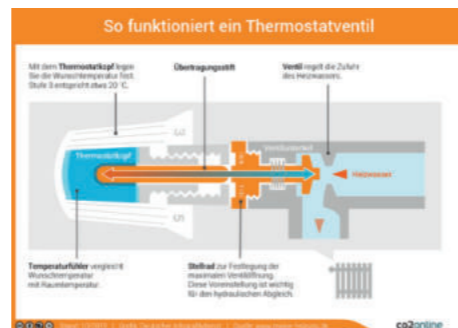 So funktioniert ein Thermostatventil
Mit dem Thermostatkopf legen
Sie die Wunschtemperatur fest.
Stufe 3 entspricht etwa 20 °C.
Übertragungsstift
Ventil regelt die Zufuhr
des Heizwassers.
Thermostatkopf
Ventilunterteil
Heizwasser
Temperaturfühler vergleicht
Wunschtemperatur
mit Raumtemperatur.
Stellrad zur Festlegung der
maximalen Ventilöffnung.
Diese Voreinstellung ist wichtig
für den hydraulischen Abgleich.
co2online